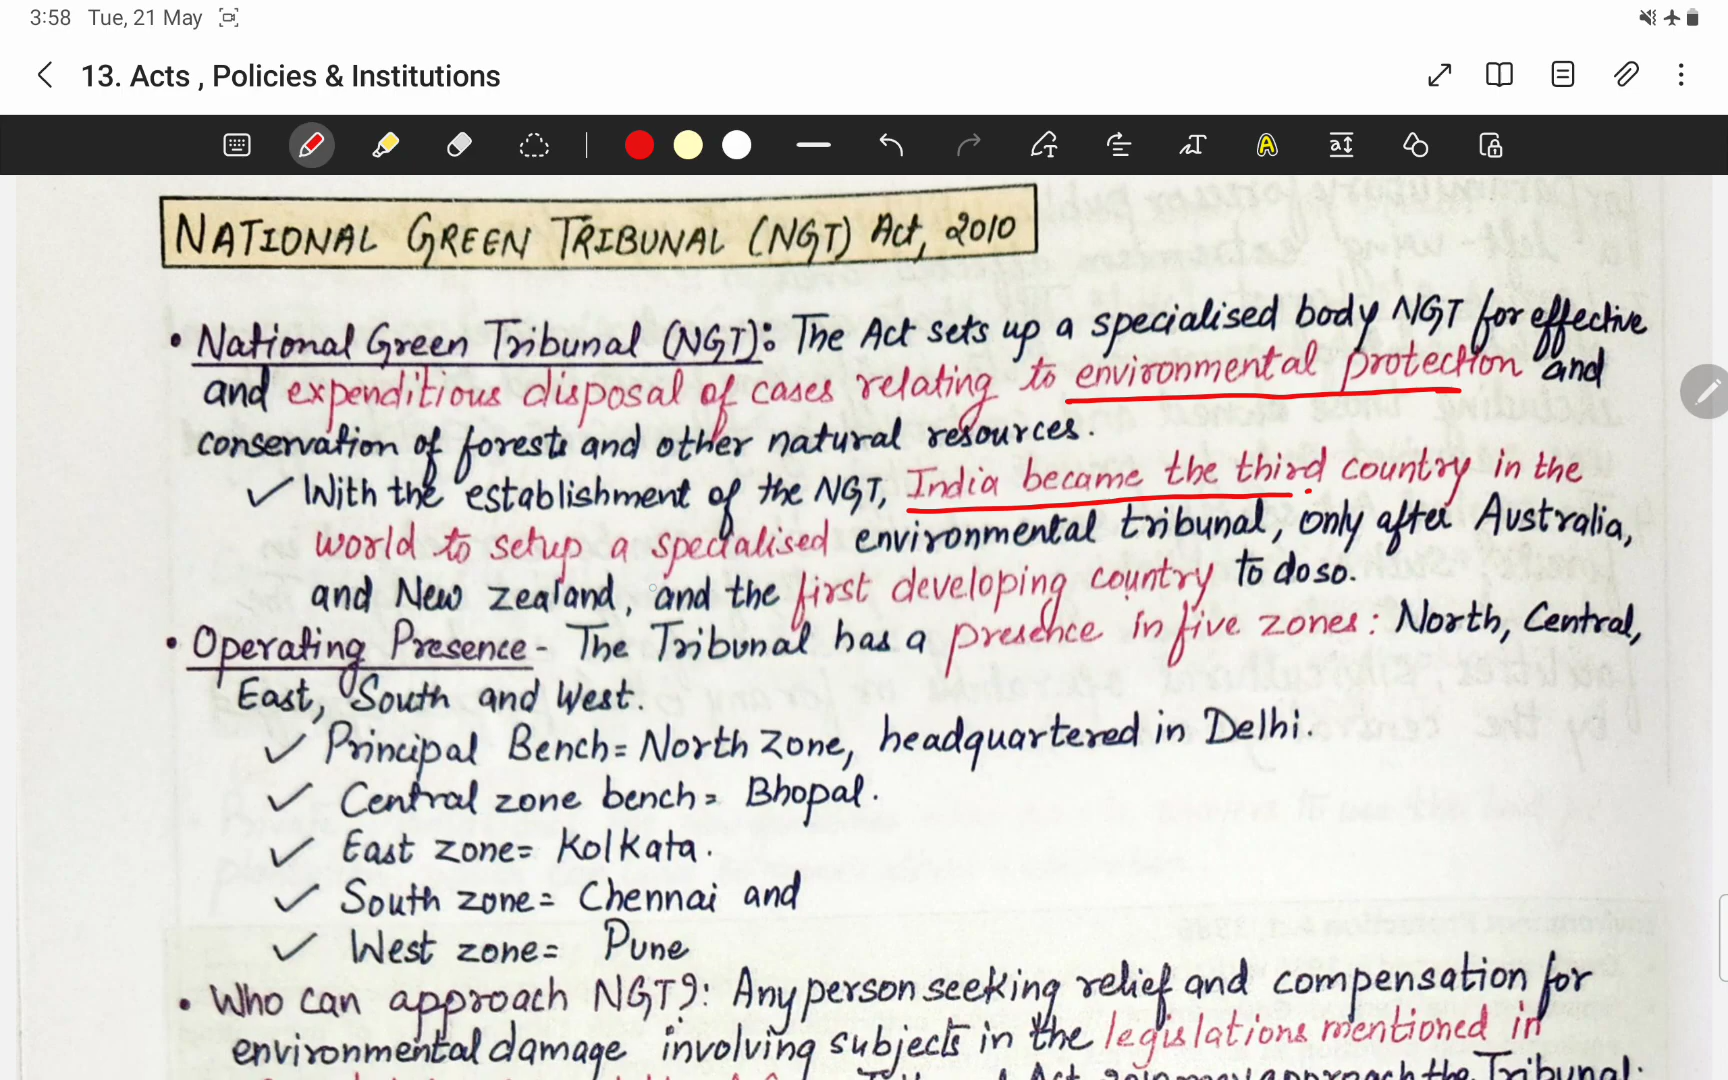 3:58 Tue, 21 May
13. Acts , Policies & Institutions
NATIONAL GREEN TRIBUNAL (NGT) Act, 2010
• National Green Tribunal (NGT): The Act sets up a specialised body NGT for effective
and expenditious disposal of cases relating to environmental protection and
conservation of forests and other natural resources.
✓ With the establishment of the NGT, India became the third country in the
world to setup a specialised environmental tribunal, only after Australia,
and New Zealand, and the first developing country to do so.
• Operating Presence - The Tribunal has a presence in five zones: North, Central,
East, South and West.
✓ Principal Bench = North Zone, headquartered in Delhi.
✓ Central zone bench = Bhopal.
✓ East zone = Kolkata.
✓ South zone = Chennai and
✓ West zone = Pune
• Who can approach NGT?: Any person seeking relief and compensation for
environmental damage involving subjects in the legislations mentioned in
approach the Tribunal: